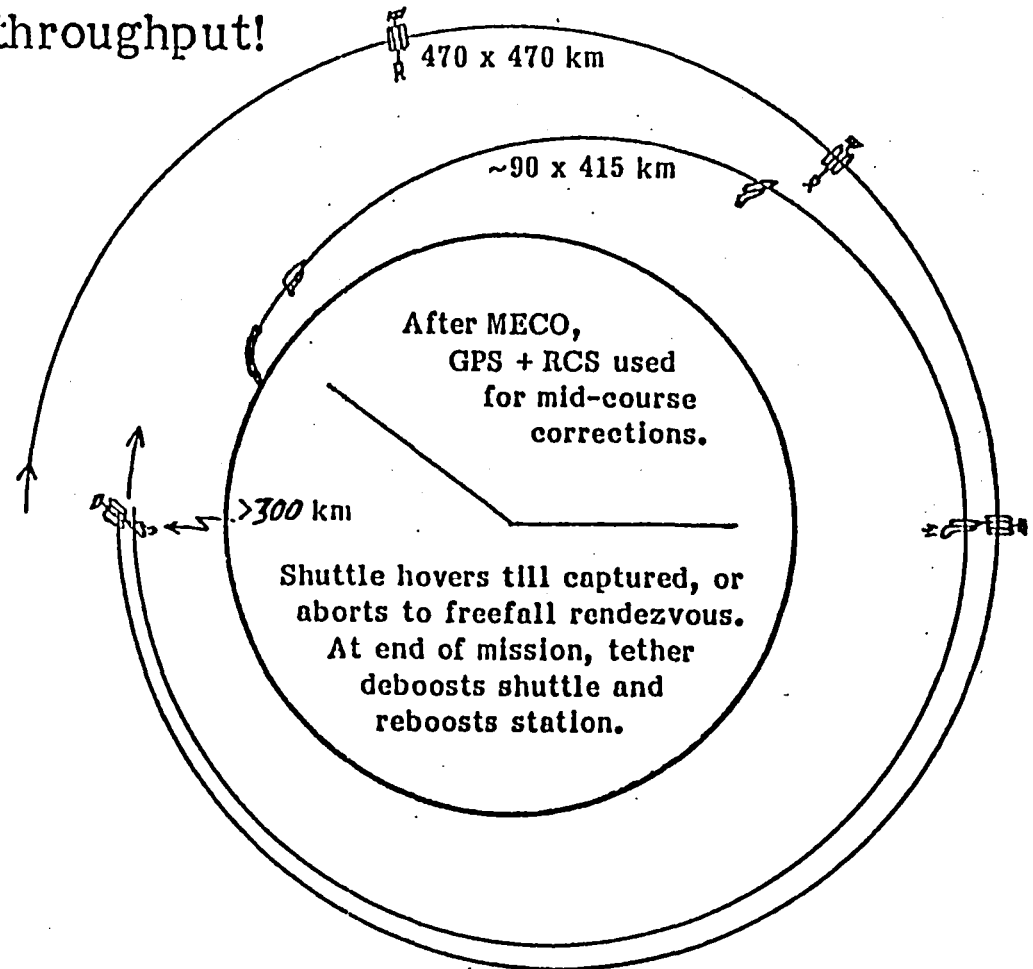 throughput!
470 x 470 km
~90 x 415 km
After MECO,
GPS + RCS used
for mid-course
corrections.
>300 km
Shuttle hovers till captured, or
aborts to freefall rendezvous.
At end of mission, tether
deboosts shuttle and
reboosts station.